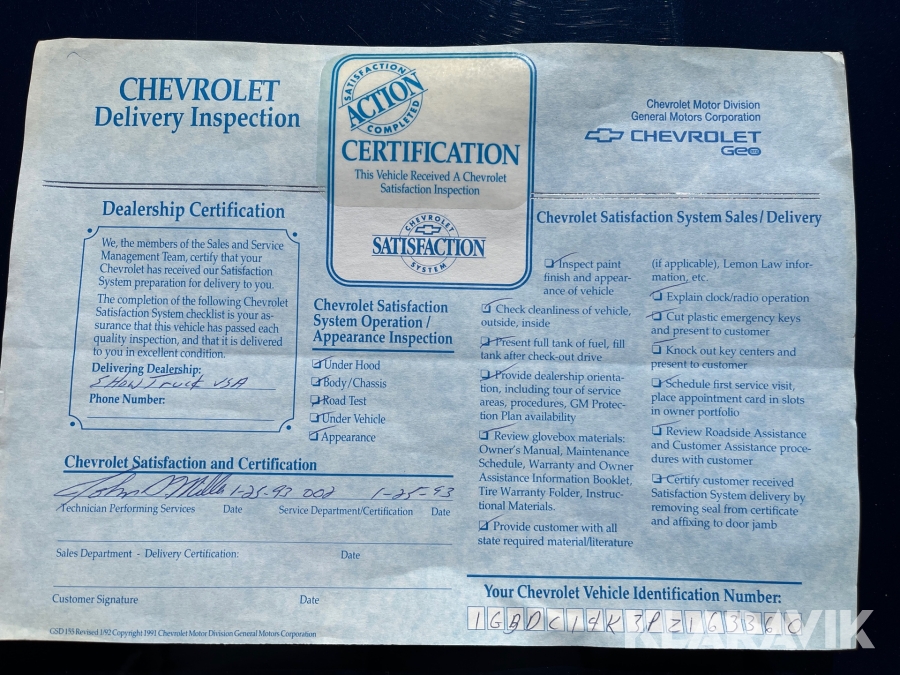 CHEVROLET
Delivery Inspection
SATISFACTION
ACTION
COMPLETED
CERTIFICATION
This Vehicle Received A Chevrolet
Satisfaction Inspection
CHEVROLET
SATISFACTION
SYSTEM
Chevrolet Motor Division
General Motors Corporation
CHEVROLET
Geo
Dealership Certification
We, the members of the Sales and Service
Management Team, certify that your
Chevrolet has received our Satisfaction
System preparation for delivery to you.
The completion of the following Chevrolet
Satisfaction System checklist is your as-
surance that this vehicle has passed each
quality inspection, and that it is delivered
to you in excellent condition.
Delivering Dealership:
Show Truck USA
Phone Number:
Chevrolet Satisfaction
System Operation /
Appearance Inspection
Under Hood
Body/Chassis
Road Test
Under Vehicle
Appearance
Chevrolet Satisfaction System Sales/Delivery
Inspect paint
finish and appear-
ance of vehicle
Check cleanliness of vehicle,
outside, inside
Present full tank of fuel, fill
tank after check-out drive
Provide dealership orienta-
tion, including tour of service
areas, procedures, GM Protec-
tion Plan availability
Review glovebox materials:
Owner's Manual, Maintenance
Schedule, Warranty and Owner
Assistance Information Booklet,
Tire Warranty Folder, Instruc-
tional Materials.
Provide customer with all
state required material/literature
(if applicable), Lemon Law infor-
mation, etc.
Explain clock/radio operation
Cut plastic emergency keys
and present to customer
Knock out key centers and
present to customer
Schedule first service visit,
place appointment card in slots
in owner portfolio
Review Roadside Assistance
and Customer Assistance proce-
dures with customer
Certify customer received
Satisfaction System delivery by
removing seal from certificate
and affixing to door jamb
Chevrolet Satisfaction and Certification
John D. Mills 1-25-93 002 1-25-93
Technician Performing Services Date Service Department/Certification Date
Sales Department - Delivery Certification: Date
Customer Signature Date
GSD 155 Revised 1/92 Copyright 1991 Chevrolet Motor Division General Motors Corporation
Your Chevrolet Vehicle Identification Number:
1GBDC14K3PZ163360
KLARAVIK